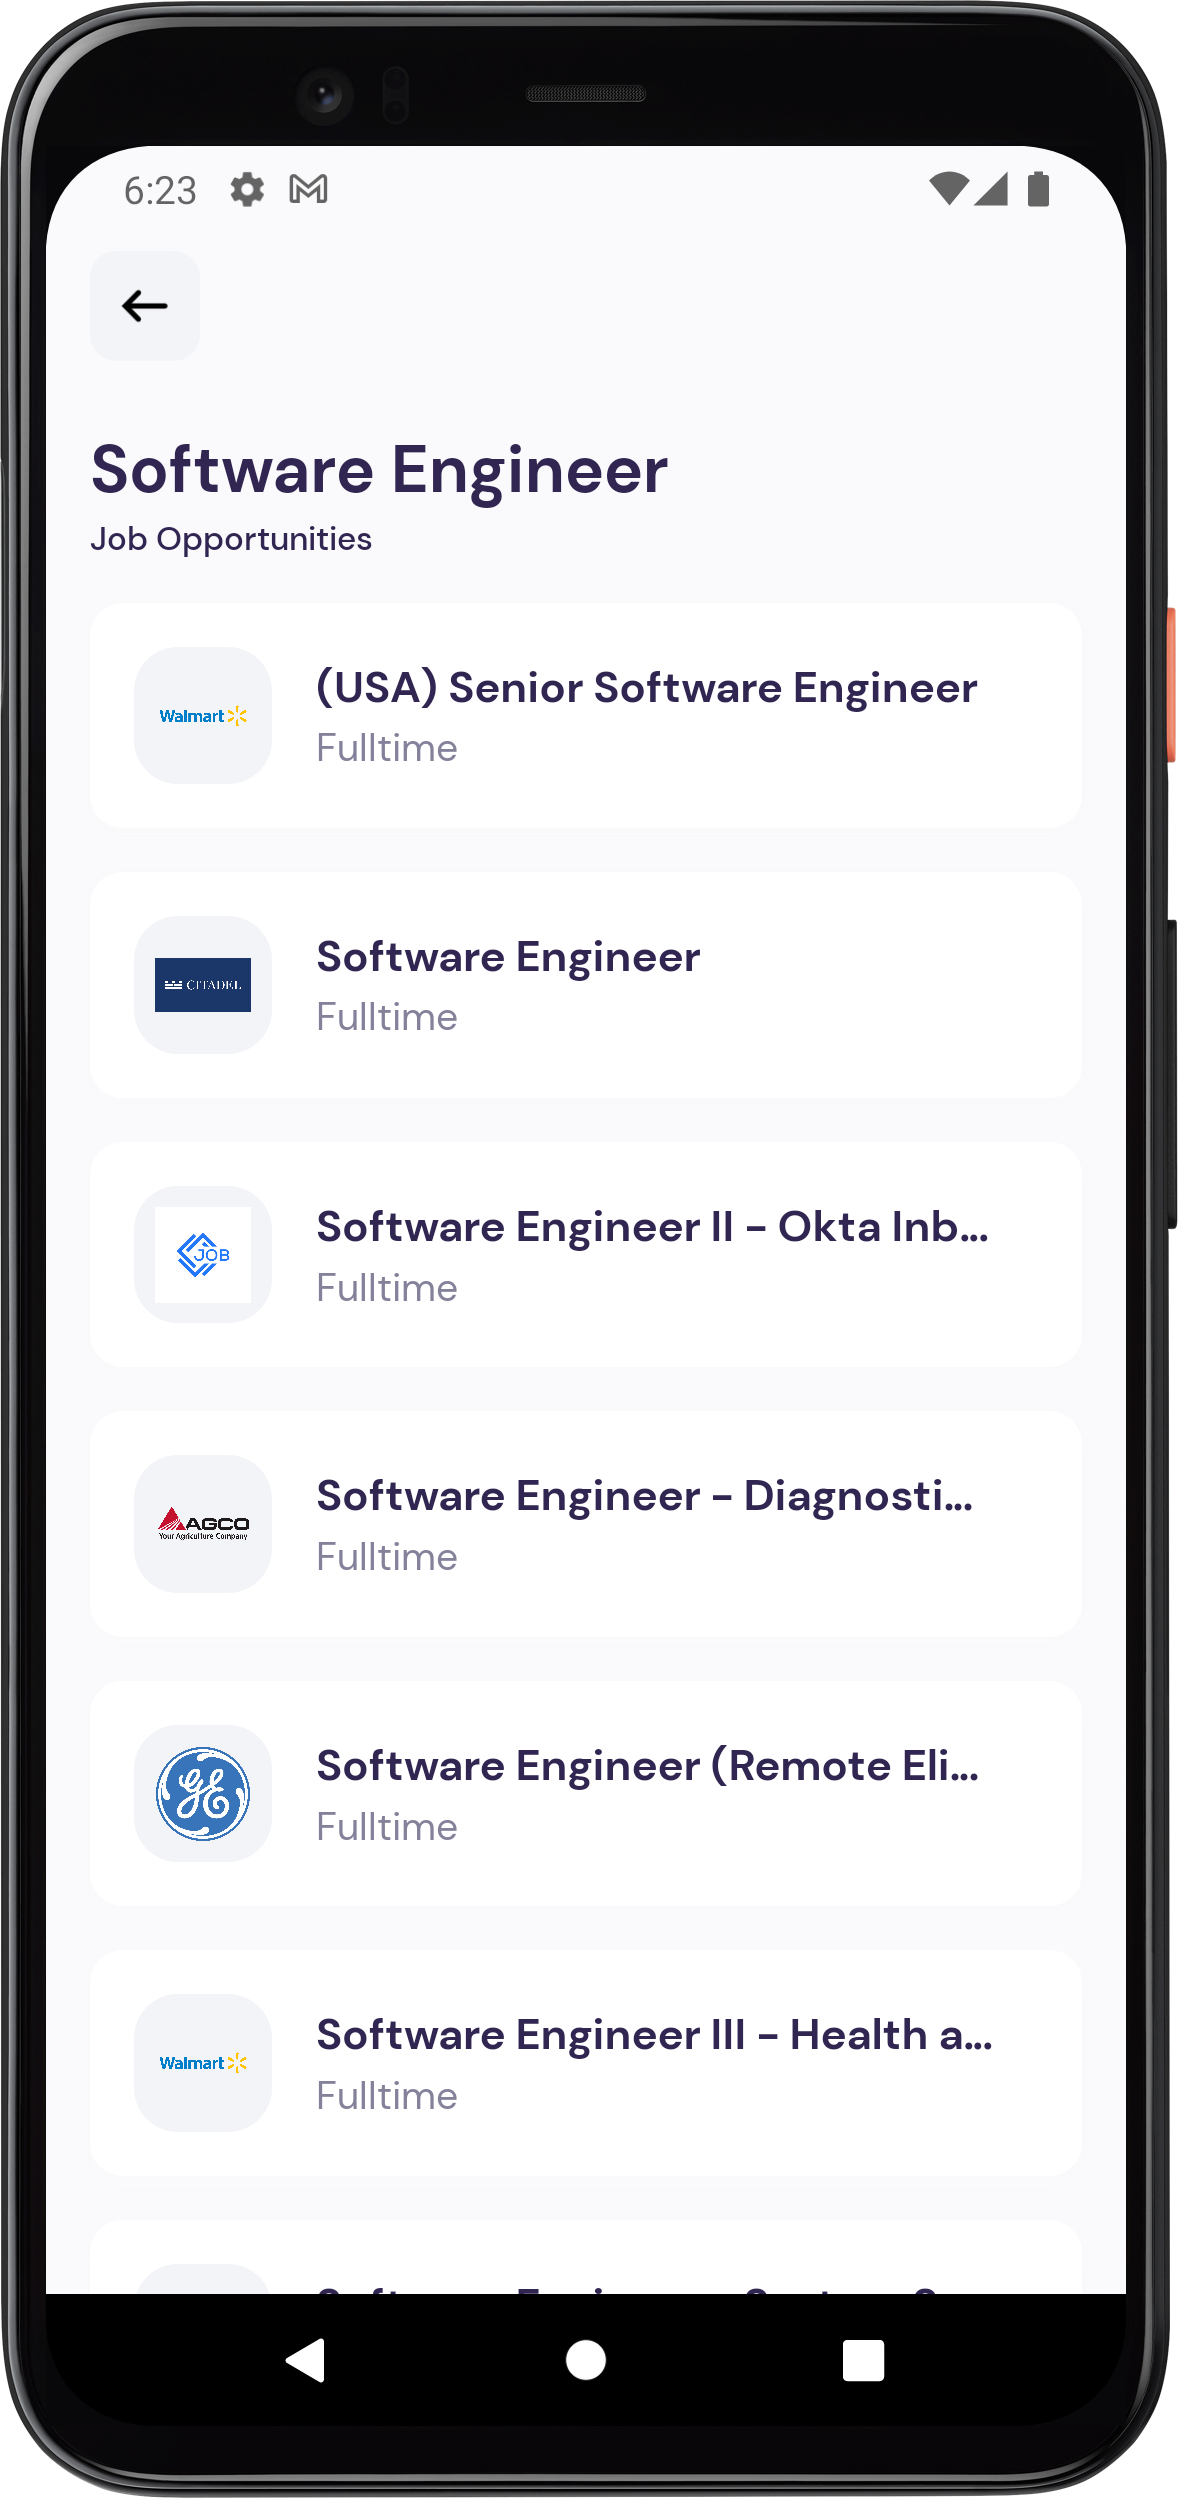 6:23
Software Engineer
Job Opportunities
Walmart
(USA) Senior Software Engineer
Fulltime
CITADEL
Software Engineer
Fulltime
JOB
Software Engineer II - Okta Inb...
Fulltime
AGCO
Your Agriculture Company
Software Engineer - Diagnosti...
Fulltime
GE
Software Engineer (Remote Eli...
Fulltime
Walmart
Software Engineer III - Health a...
Fulltime